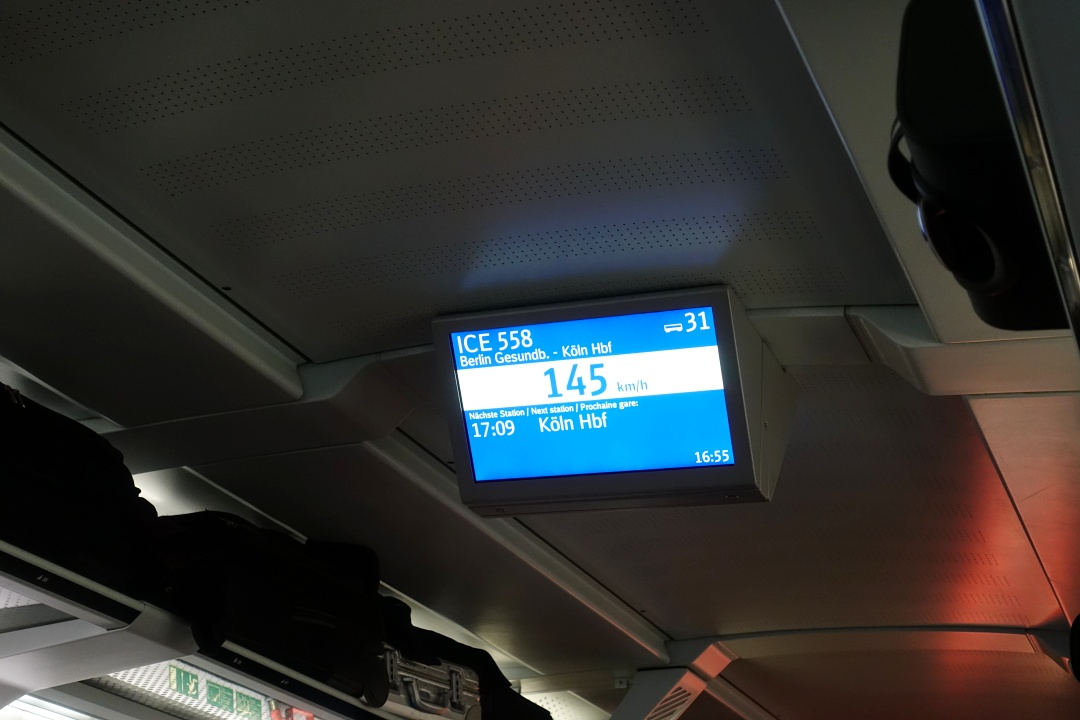 ICE 558
31
Berlin Gesundb. - Köln Hbf
145 km/h
Nächste Station / Next station / Prochaine gare:
17:09 Köln Hbf
16:55